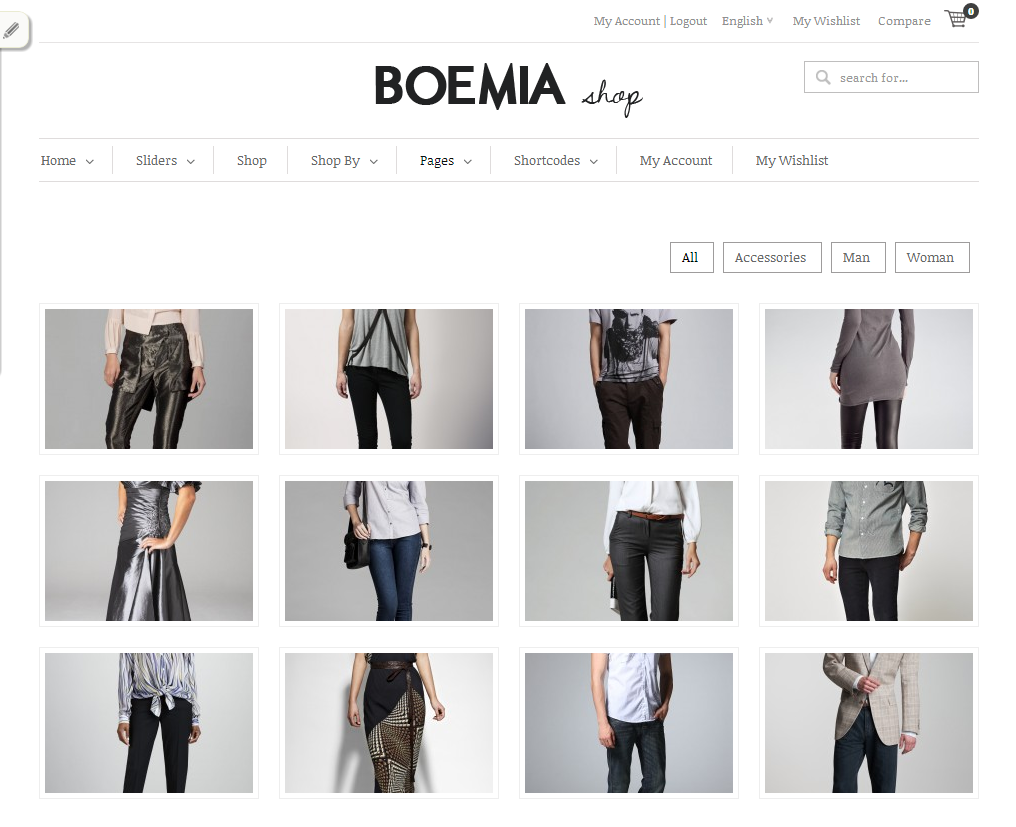 My Account | Logout English My Wishlist Compare 0
BOEMIA shop
search for...
Home Sliders Shop Shop By Pages Shortcodes My Account My Wishlist
All Accessories Man Woman